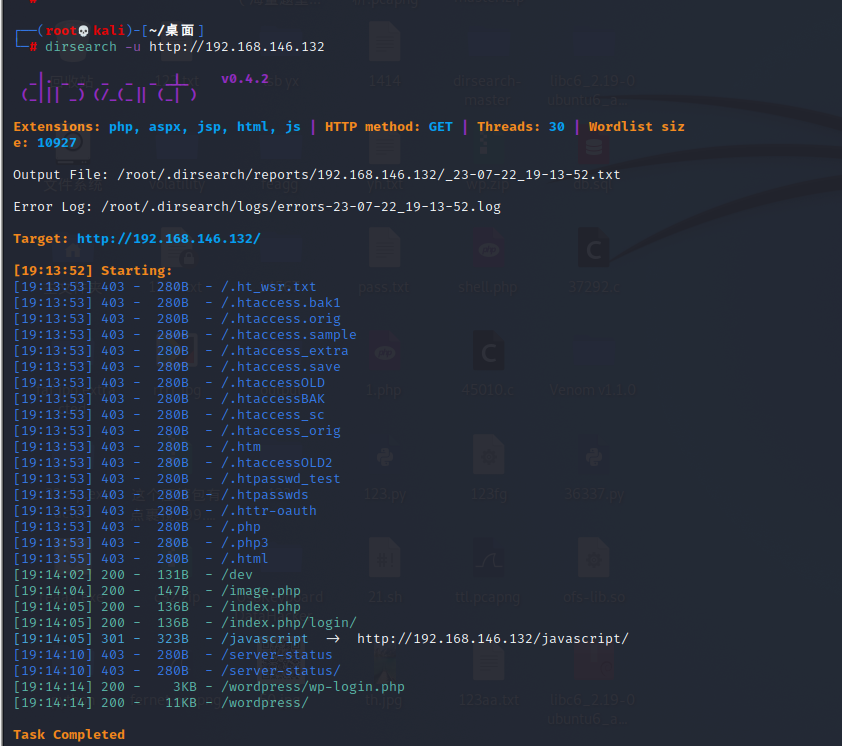 ┌──(root💀kali)-[~/桌面]
└─# dirsearch -u http://192.168.146.132
v0.4.2
Extensions: php, aspx, jsp, html, js | HTTP method: GET | Threads: 30 | Wordlist siz
e: 10927
Output File: /root/.dirsearch/reports/192.168.146.132/_23-07-22_19-13-52.txt
Error Log: /root/.dirsearch/logs/errors-23-07-22_19-13-52.log
Target: http://192.168.146.132/
[19:13:52] Starting:
[19:13:53] 403 -  280B  - /.ht_wsr.txt
[19:13:53] 403 -  280B  - /.htaccess.bak1
[19:13:53] 403 -  280B  - /.htaccess.orig
[19:13:53] 403 -  280B  - /.htaccess.sample
[19:13:53] 403 -  280B  - /.htaccess_extra
[19:13:53] 403 -  280B  - /.htaccess.save
[19:13:53] 403 -  280B  - /.htaccessOLD
[19:13:53] 403 -  280B  - /.htaccessBAK
[19:13:53] 403 -  280B  - /.htaccess_sc
[19:13:53] 403 -  280B  - /.htaccess_orig
[19:13:53] 403 -  280B  - /.htm
[19:13:53] 403 -  280B  - /.htaccessOLD2
[19:13:53] 403 -  280B  - /.htpasswd_test
[19:13:53] 403 -  280B  - /.htpasswds
[19:13:53] 403 -  280B  - /.httr-oauth
[19:13:53] 403 -  280B  - /.php
[19:13:53] 403 -  280B  - /.php3
[19:13:55] 403 -  280B  - /.html
[19:14:02] 200 -  131B  - /dev
[19:14:04] 200 -  147B  - /image.php
[19:14:05] 200 -  136B  - /index.php
[19:14:05] 200 -  136B  - /index.php/login/
[19:14:05] 301 -  323B  - /javascript  →  http://192.168.146.132/javascript/
[19:14:10] 403 -  280B  - /server-status
[19:14:10] 403 -  280B  - /server-status/
[19:14:14] 200 -    3KB - /wordpress/wp-login.php
[19:14:14] 200 -   11KB - /wordpress/
Task Completed